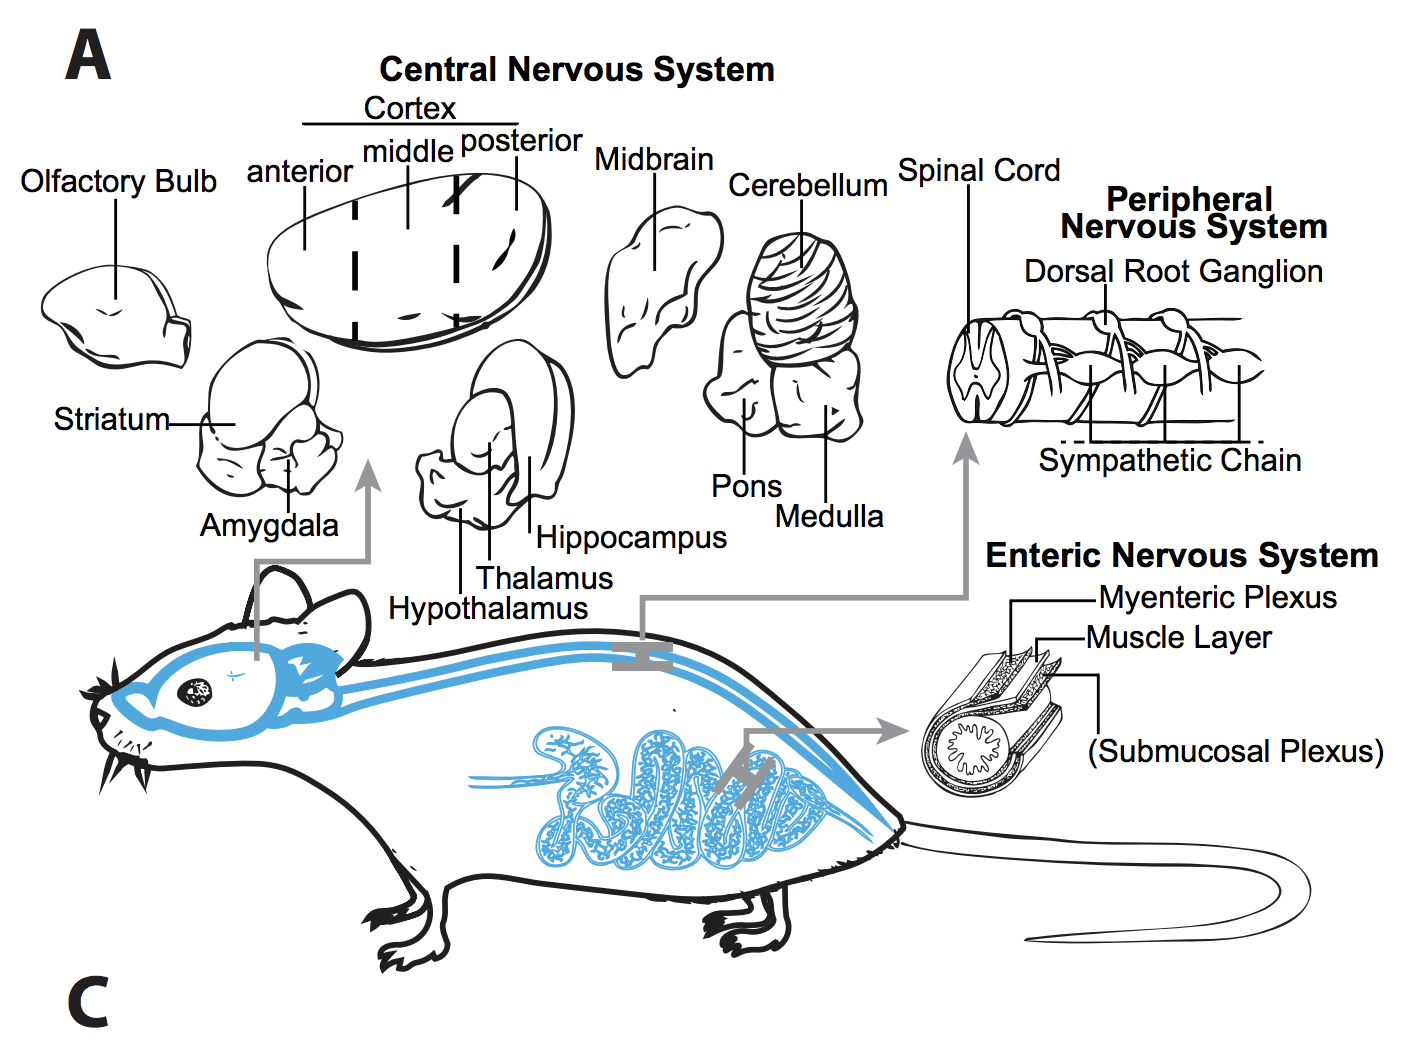 A
Central Nervous System
Cortex
anterior
middle
posterior
Olfactory Bulb
Midbrain
Cerebellum
Spinal Cord
Peripheral
Nervous System
Dorsal Root Ganglion
Striatum
Amygdala
Hippocampus
Thalamus
Hypothalamus
Pons
Medulla
Sympathetic Chain
Enteric Nervous System
Myenteric Plexus
Muscle Layer
(Submucosal Plexus)
C